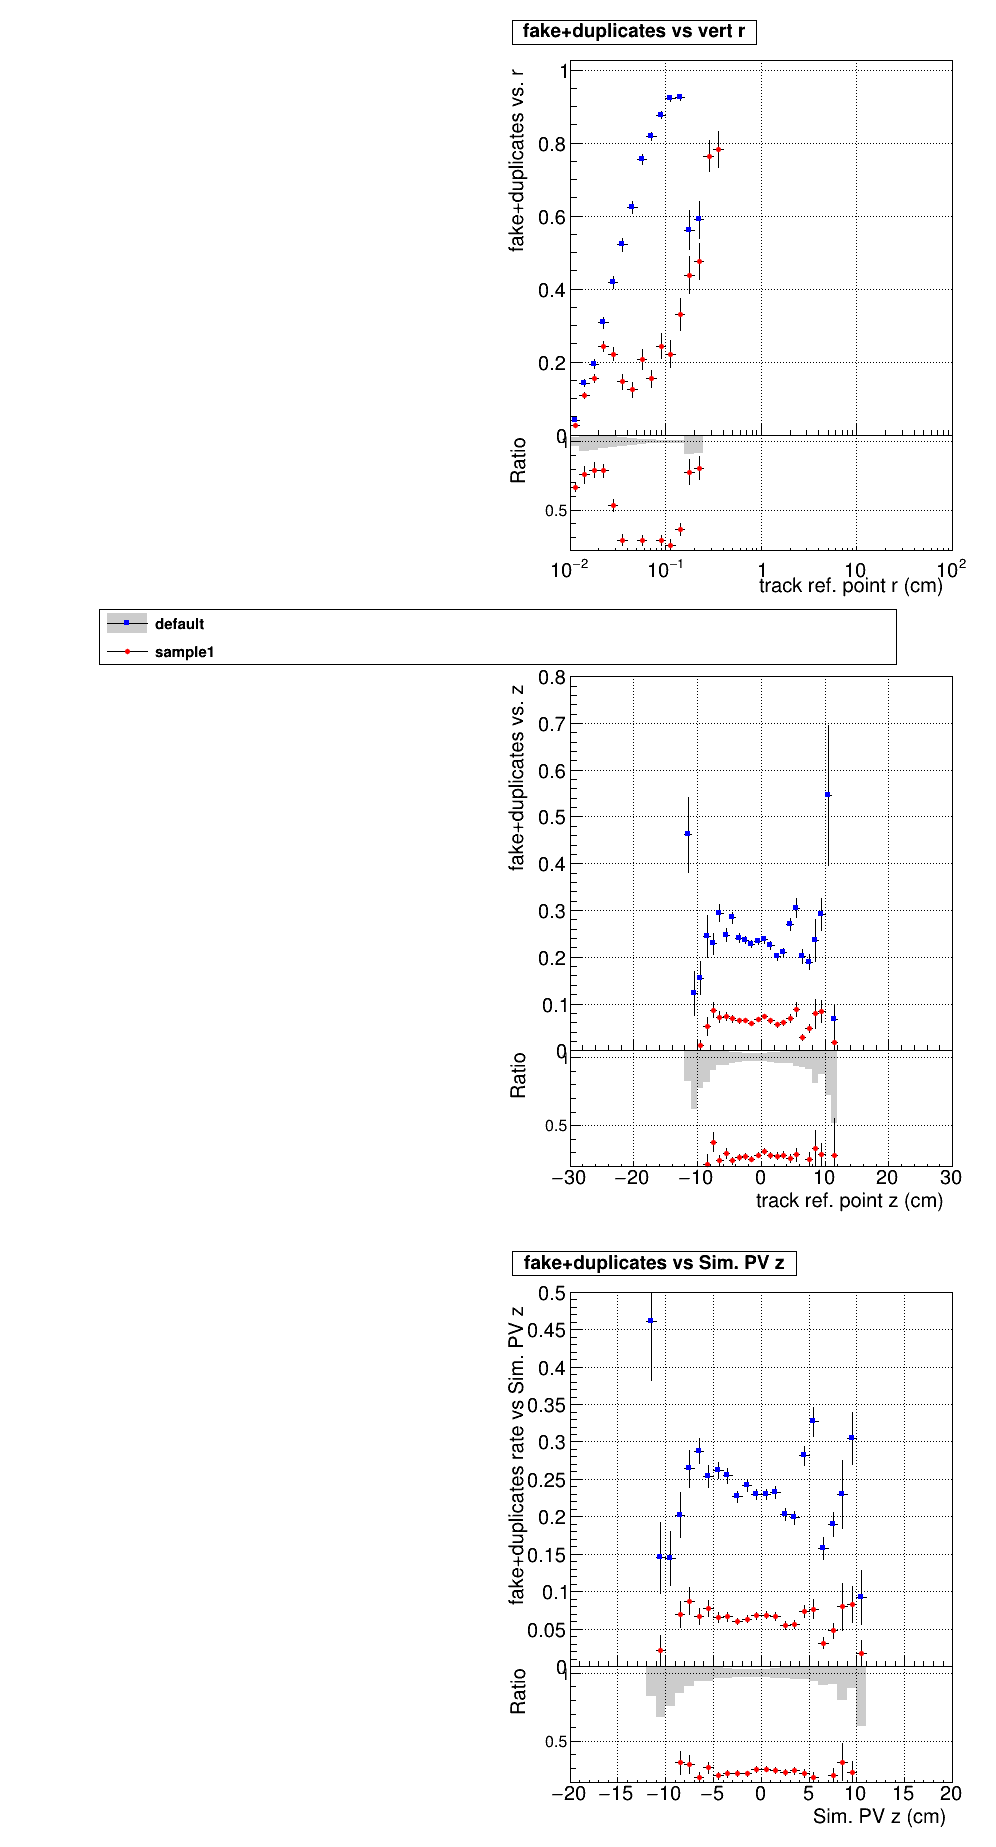 fake+duplicates vs vert r
fake+duplicates vs. r
1
0.8
0.6
0.4
0.2
0
Ratio
1
0.5
10−2
10−1
1
10
102
track ref. point r (cm)
default
sample1
fake+duplicates vs. z
0.8
0.7
0.6
0.5
0.4
0.3
0.2
0.1
0
Ratio
1
0.5
−30 −20 −10 0 10 20 30
track ref. point z (cm)
fake+duplicates vs Sim. PV z
fake+duplicates rate vs Sim. PV z
0.5
0.45
0.4
0.35
0.3
0.25
0.2
0.15
0.1
0.05
0
Ratio
1
0.5
−20 −15 −10 −5 0 5 10 15 20
Sim. PV z (cm)